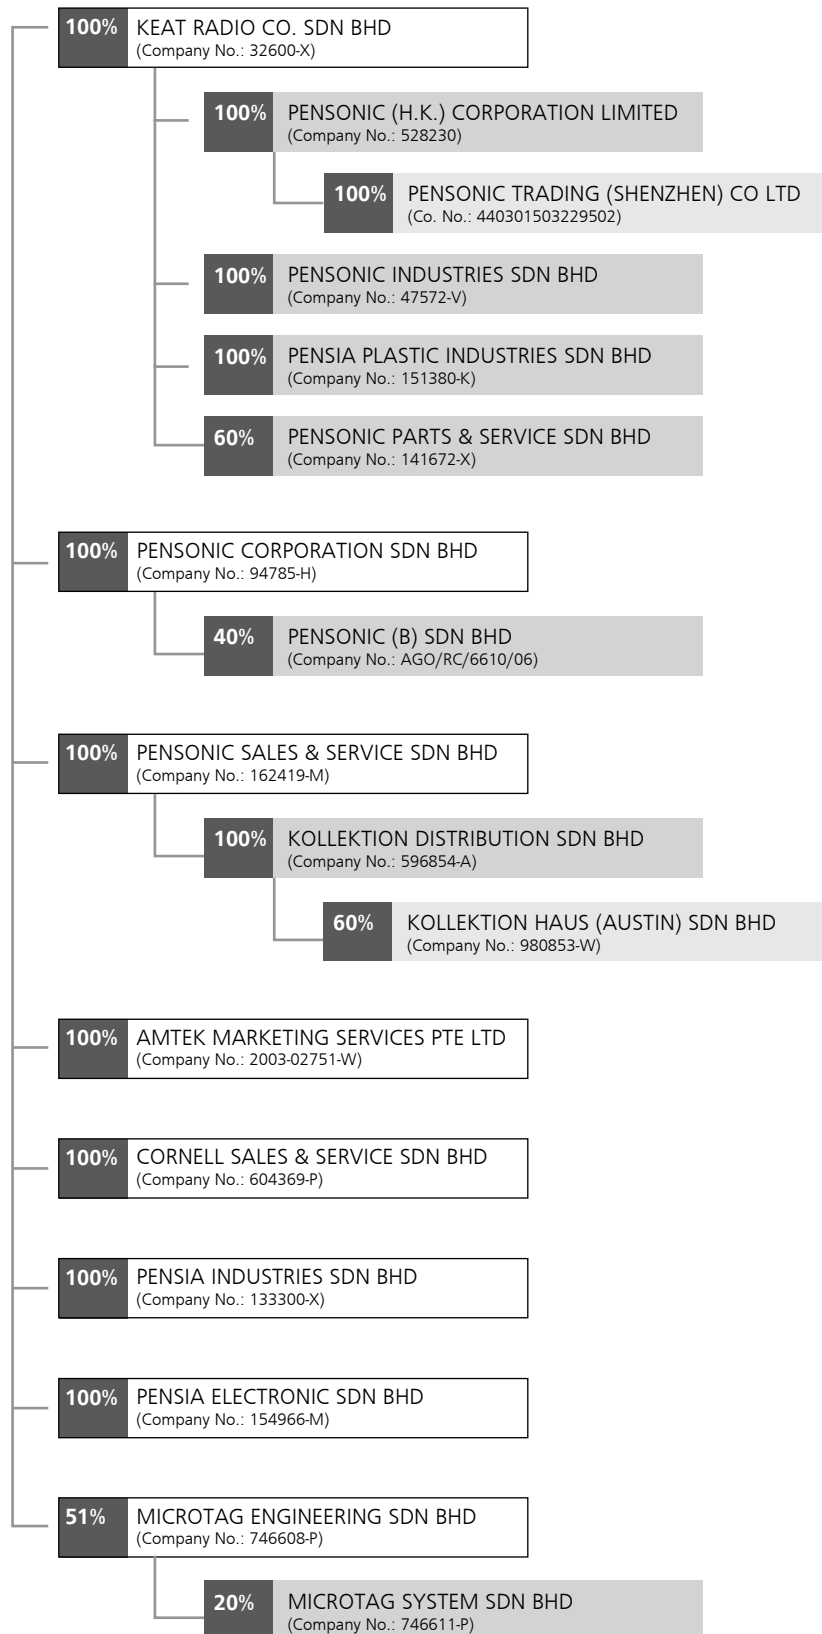 100% KEAT RADIO CO. SDN BHD
(Company No.: 32600-X)
100% PENSONIC (H.K.) CORPORATION LIMITED
(Company No.: 528230)
100% PENSONIC TRADING (SHENZHEN) CO LTD
(Co. No.: 440301503229502)
100% PENSONIC INDUSTRIES SDN BHD
(Company No.: 47572-V)
100% PENSIA PLASTIC INDUSTRIES SDN BHD
(Company No.: 151380-K)
60% PENSONIC PARTS & SERVICE SDN BHD
(Company No.: 141672-X)
100% PENSONIC CORPORATION SDN BHD
(Company No.: 94785-H)
40% PENSONIC (B) SDN BHD
(Company No.: AGO/RC/6610/06)
100% PENSONIC SALES & SERVICE SDN BHD
(Company No.: 162419-M)
100% KOLLEKTION DISTRIBUTION SDN BHD
(Company No.: 596854-A)
60% KOLLEKTION HAUS (AUSTIN) SDN BHD
(Company No.: 980853-W)
100% AMTEK MARKETING SERVICES PTE LTD
(Company No.: 2003-02751-W)
100% CORNELL SALES & SERVICE SDN BHD
(Company No.: 604369-P)
100% PENSIA INDUSTRIES SDN BHD
(Company No.: 133300-X)
100% PENSIA ELECTRONIC SDN BHD
(Company No.: 154966-M)
51% MICROTAG ENGINEERING SDN BHD
(Company No.: 746608-P)
20% MICROTAG SYSTEM SDN BHD
(Company No.: 746611-P)